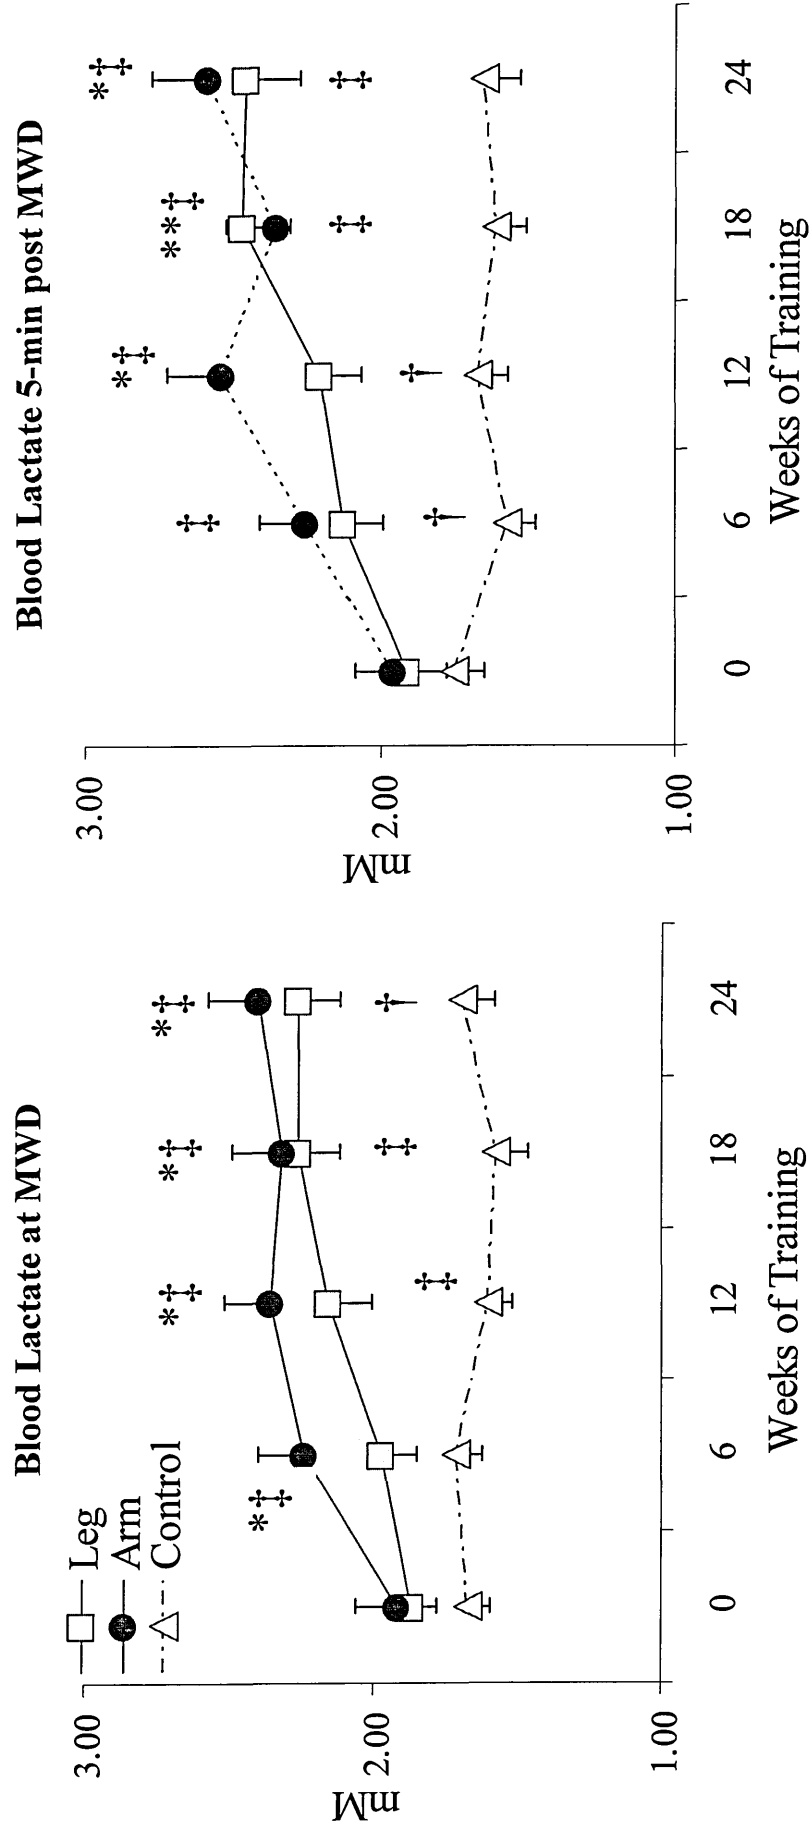 Blood Lactate at MWD
Leg
Arm
Control
3.00
2.00
1.00
mM
* ‡
* ‡
* ‡
* ‡
‡
‡
†
0 6 12 18 24
Weeks of Training
Blood Lactate 5-min post MWD
3.00
2.00
1.00
mM
‡
* ‡
* * ‡
* ‡
†
†
‡
‡
0 6 12 18 24
Weeks of Training